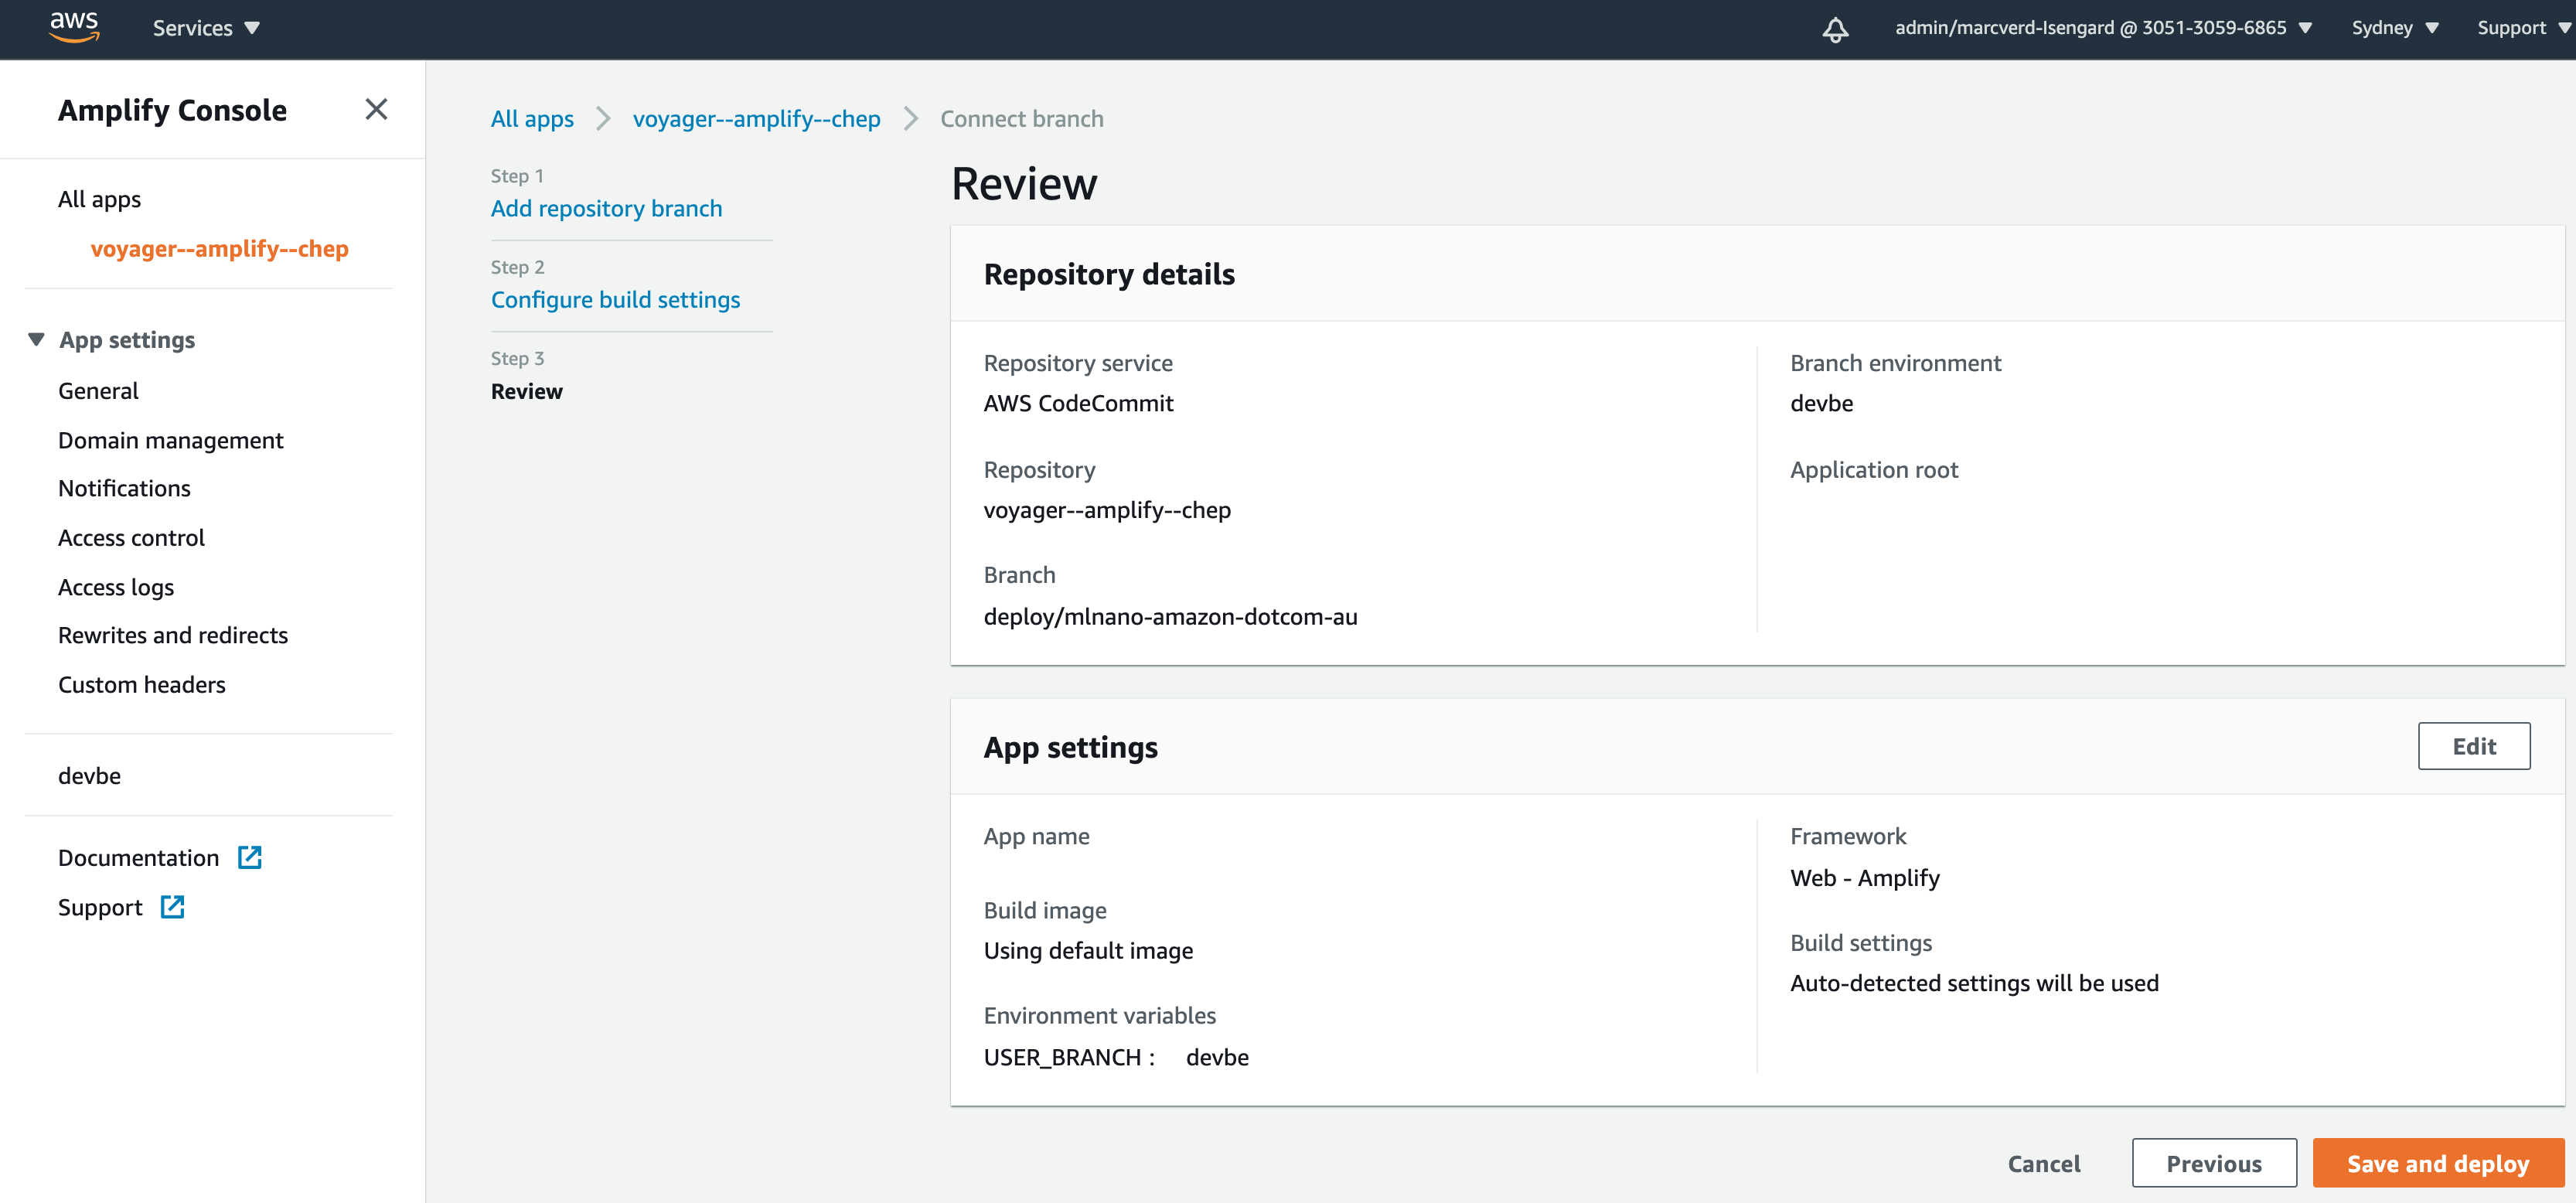 aws
Services
admin/marcverd-Isengard @ 3051-3059-6865
Sydney
Support
Amplify Console
All apps
voyager--amplify--chep
App settings
General
Domain management
Notifications
Access control
Access logs
Rewrites and redirects
Custom headers
devbe
Documentation
Support
All apps
voyager--amplify--chep
Connect branch
Step 1
Add repository branch
Step 2
Configure build settings
Step 3
Review
Review
Repository details
Repository service
AWS CodeCommit
Repository
voyager--amplify--chep
Branch
deploy/mlnano-amazon-dotcom-au
Branch environment
devbe
Application root
App settings
Edit
App name
Build image
Using default image
Environment variables
USER_BRANCH : devbe
Framework
Web - Amplify
Build settings
Auto-detected settings will be used
Cancel
Previous
Save and deploy